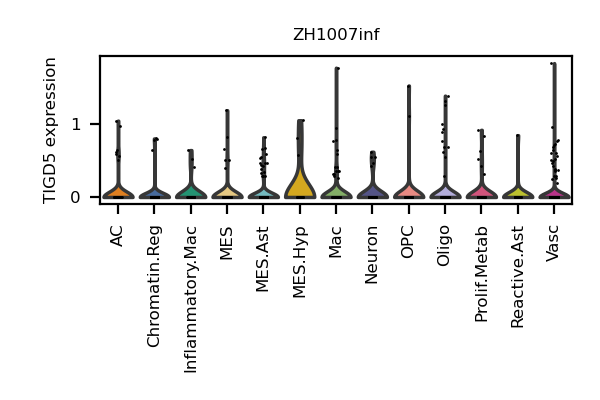 ZH1007inf
TIGD5 expression
1
0
AC
Chromatin.Reg
Inflammatory.Mac
MES
MES.Ast
MES.Hyp
Mac
Neuron
OPC
Oligo
Prolif.Metab
Reactive.Ast
Vasc